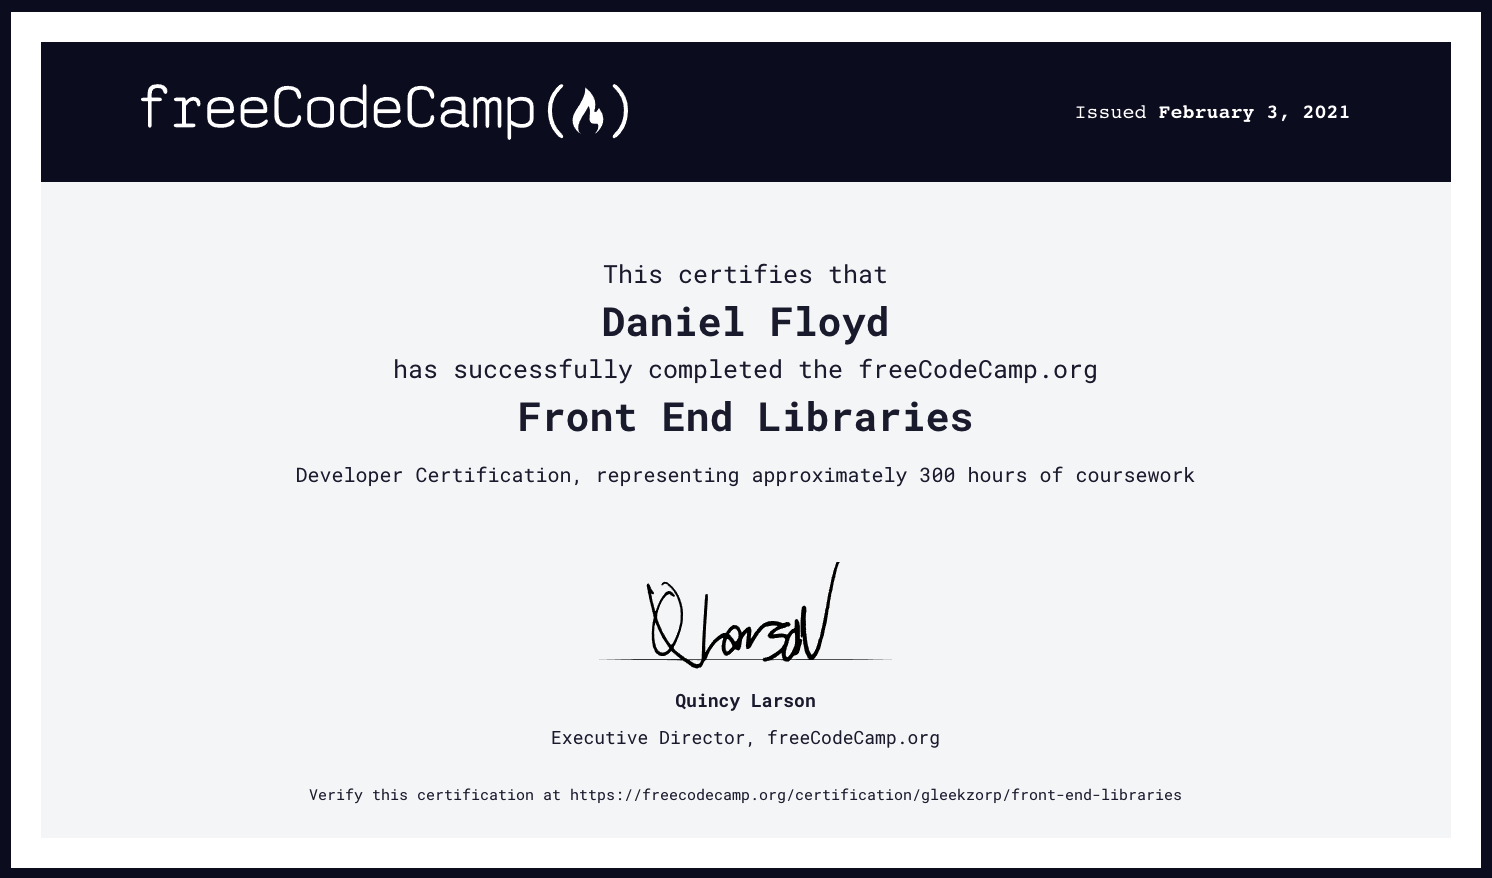 freeCodeCamp(🔥)
Issued February 3, 2021
This certifies that
Daniel Floyd
has successfully completed the freeCodeCamp.org
Front End Libraries
Developer Certification, representing approximately 300 hours of coursework
Q Larson
Quincy Larson
Executive Director, freeCodeCamp.org
Verify this certification at https://freecodecamp.org/certification/gleekzorp/front-end-libraries